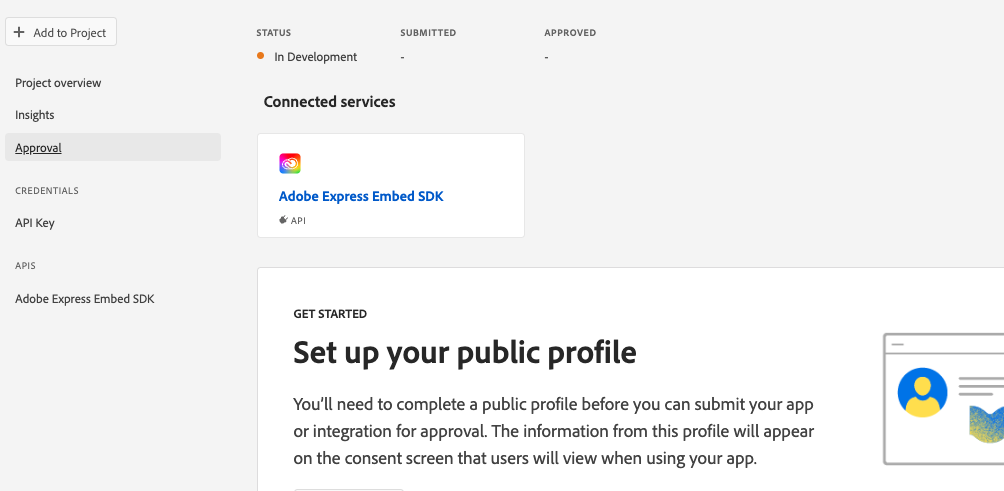 Add to Project
Project overview
Insights
Approval
CREDENTIALS
API Key
APIS
Adobe Express Embed SDK
STATUS SUBMITTED APPROVED
In Development - -
Connected services
Adobe Express Embed SDK
API
GET STARTED
Set up your public profile
You'll need to complete a public profile before you can submit your app
or integration for approval. The information from this profile will appear
on the consent screen that users will view when using your app.